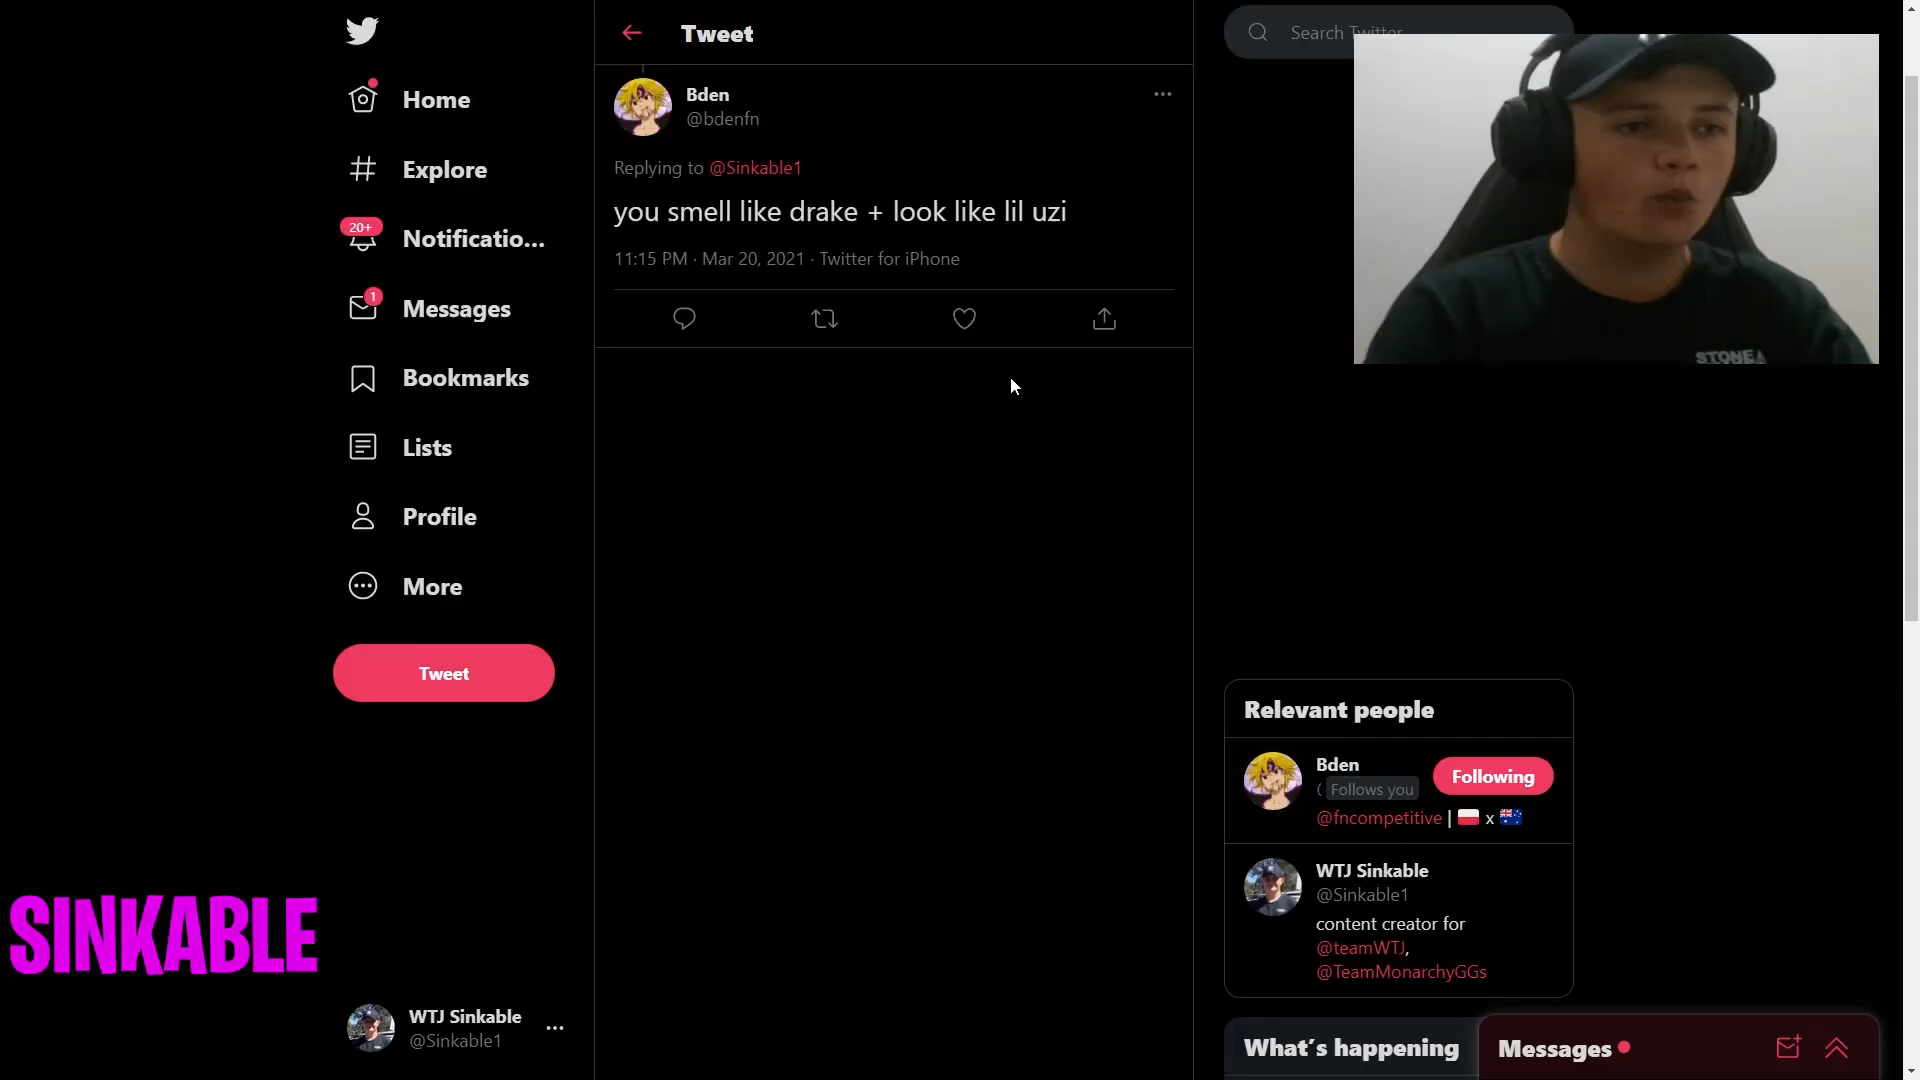 Home
Explore
20+
Notificatio...
1
Messages
Bookmarks
Lists
Profile
More
Tweet
SINKABLE
WTJ Sinkable
@Sinkable1
Tweet
Bden
@bdenfn
Replying to @Sinkable1
you smell like drake + look like lil uzi
11:15 PM · Mar 20, 2021 · Twitter for iPhone
Search Twitter
Relevant people
Bden
Following
( Follows you
@fncompetitive | x
WTJ Sinkable
@Sinkable1
content creator for
@teamWTJ,
@TeamMonarchyGGs
What's happening
Messages